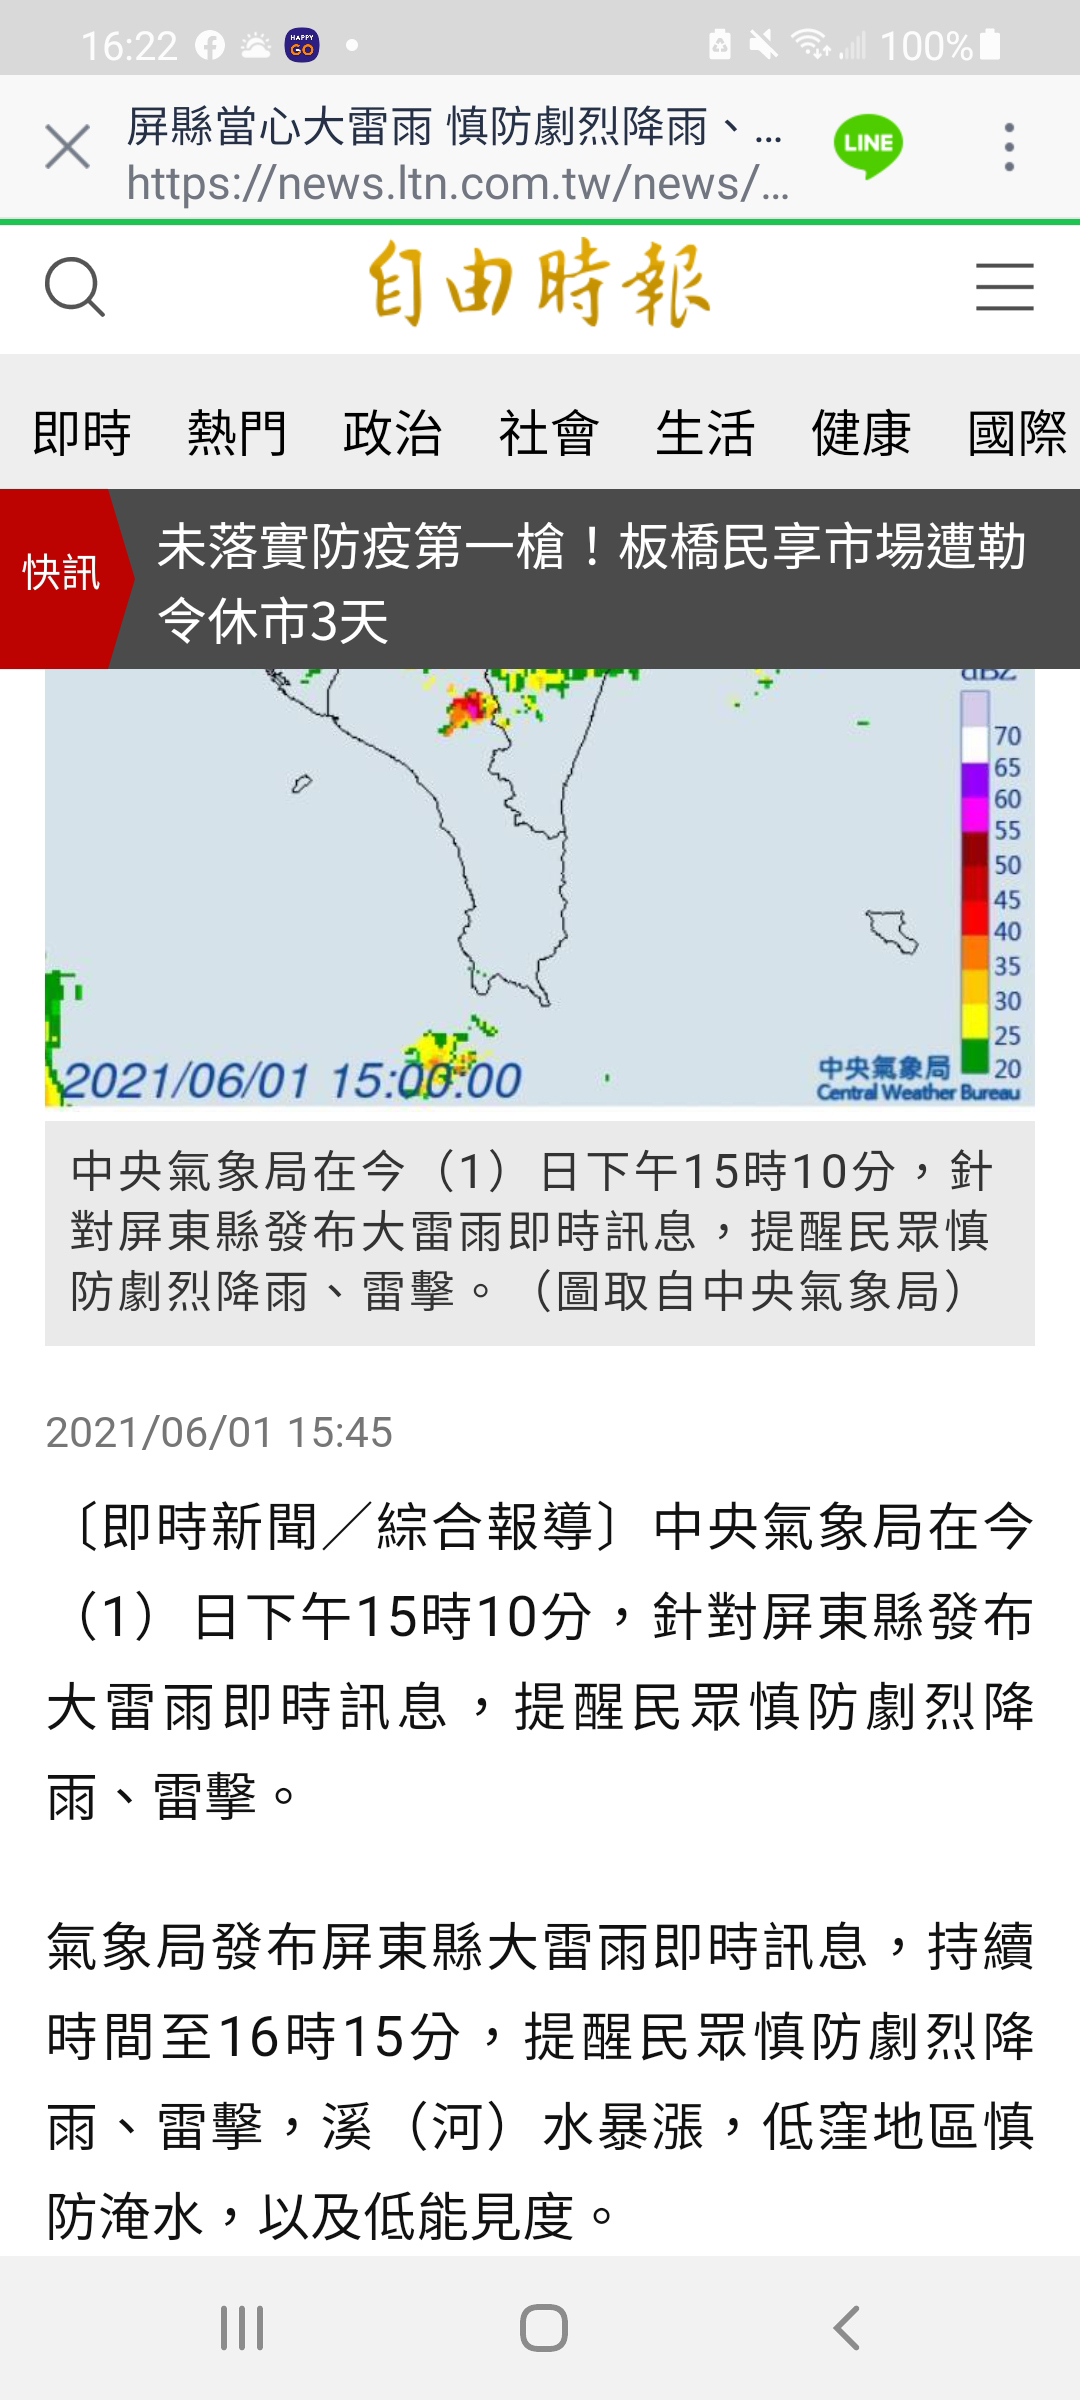 16:22
HAPPY GO
100%
屏縣當心大雷雨 慎防劇烈降雨、...
https://news.ltn.com.tw/news/...
LINE
自由時報
即時 熱門 政治 社會 生活 健康 國際
快訊
未落實防疫第一槍！板橋民享市場遭勒
令休市3天
dBZ
70
65
60
55
50
45
40
35
30
25
20
2021/06/01 15:00:00
中央氣象局
Central Weather Bureau
中央氣象局在今（1）日下午15時10分，針
對屏東縣發布大雷雨即時訊息，提醒民眾慎
防劇烈降雨、雷擊。（圖取自中央氣象局）
2021/06/01 15:45
〔即時新聞／綜合報導〕中央氣象局在今
（1）日下午15時10分，針對屏東縣發布
大雷雨即時訊息，提醒民眾慎防劇烈降
雨、雷擊。
氣象局發布屏東縣大雷雨即時訊息，持續
時間至16時15分，提醒民眾慎防劇烈降
雨、雷擊，溪（河）水暴漲，低窪地區慎
防淹水，以及低能見度。